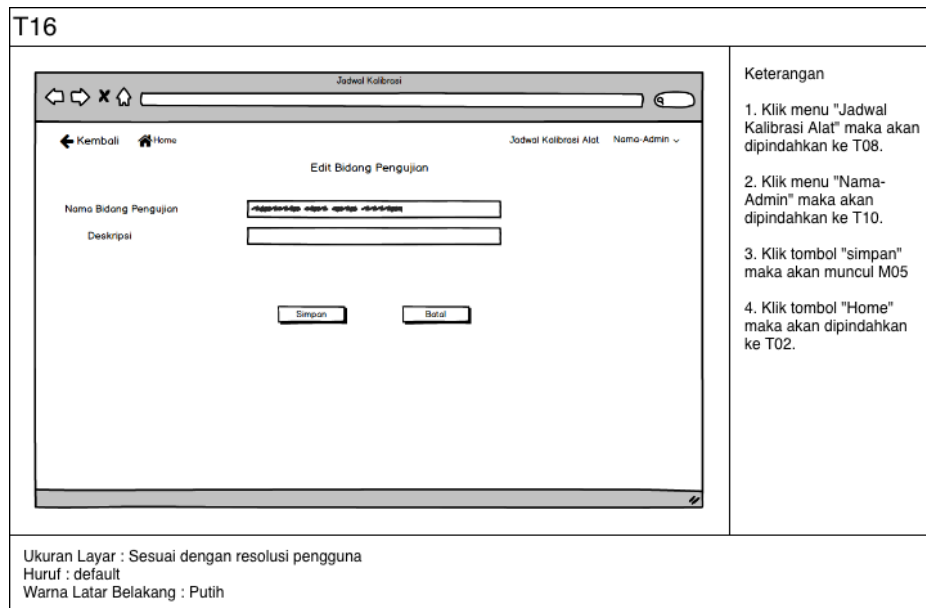 T16
Jadwal Kalibrasi
Kembali Home Jadwal Kalibrasi Alat Nama-Admin
Edit Bidang Pengujian
Nama Bidang Pengujian
Deskripsi
Simpan Batal
Keterangan
1. Klik menu "Jadwal
Kalibrasi Alat" maka akan
dipindahkan ke T08.
2. Klik menu "Nama-
Admin" maka akan
dipindahkan ke T10.
3. Klik tombol "simpan"
maka akan muncul M05
4. Klik tombol "Home"
maka akan dipindahkan
ke T02.
Ukuran Layar : Sesuai dengan resolusi pengguna
Huruf : default
Warna Latar Belakang : Putih